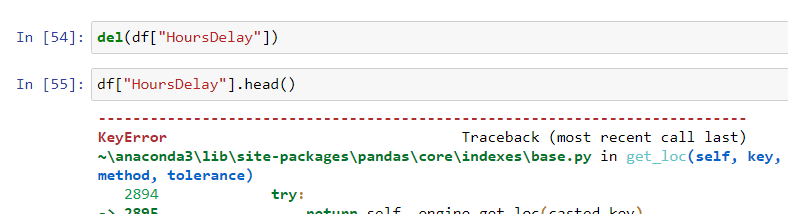 In [54]: del(df["HoursDelay"])
In [55]: df["HoursDelay"].head()
---------------------------------------------------------------------------
KeyError Traceback (most recent call last)
~\anaconda3\lib\site-packages\pandas\core\indexes\base.py in get_loc(self, key,
method, tolerance)
2894 try:
-> 2895 return self._engine.get_loc(casted_key)